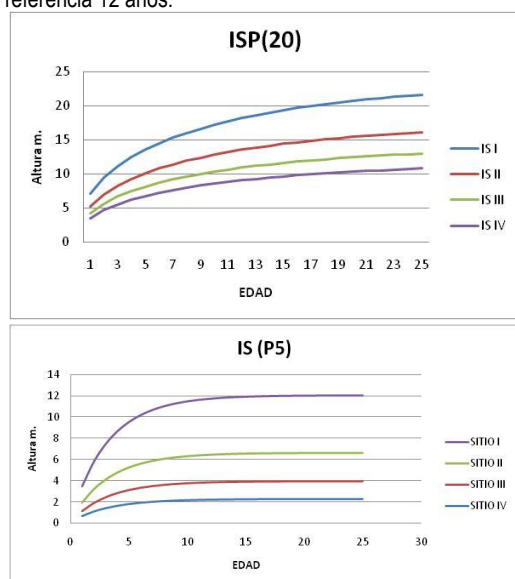 referencia 12 años.
ISP(20)
Altura m.
25
20
15
10
5
0
1 3 5 7 9 11 13 15 17 19 21 23 25
EDAD
IS I
IS II
IS III
IS IV
IS (P5)
Altura m.
14
12
10
8
6
4
2
0
0 5 10 15 20 25 30
EDAD
SITIO I
SITIO II
SITIO III
SITIO IV